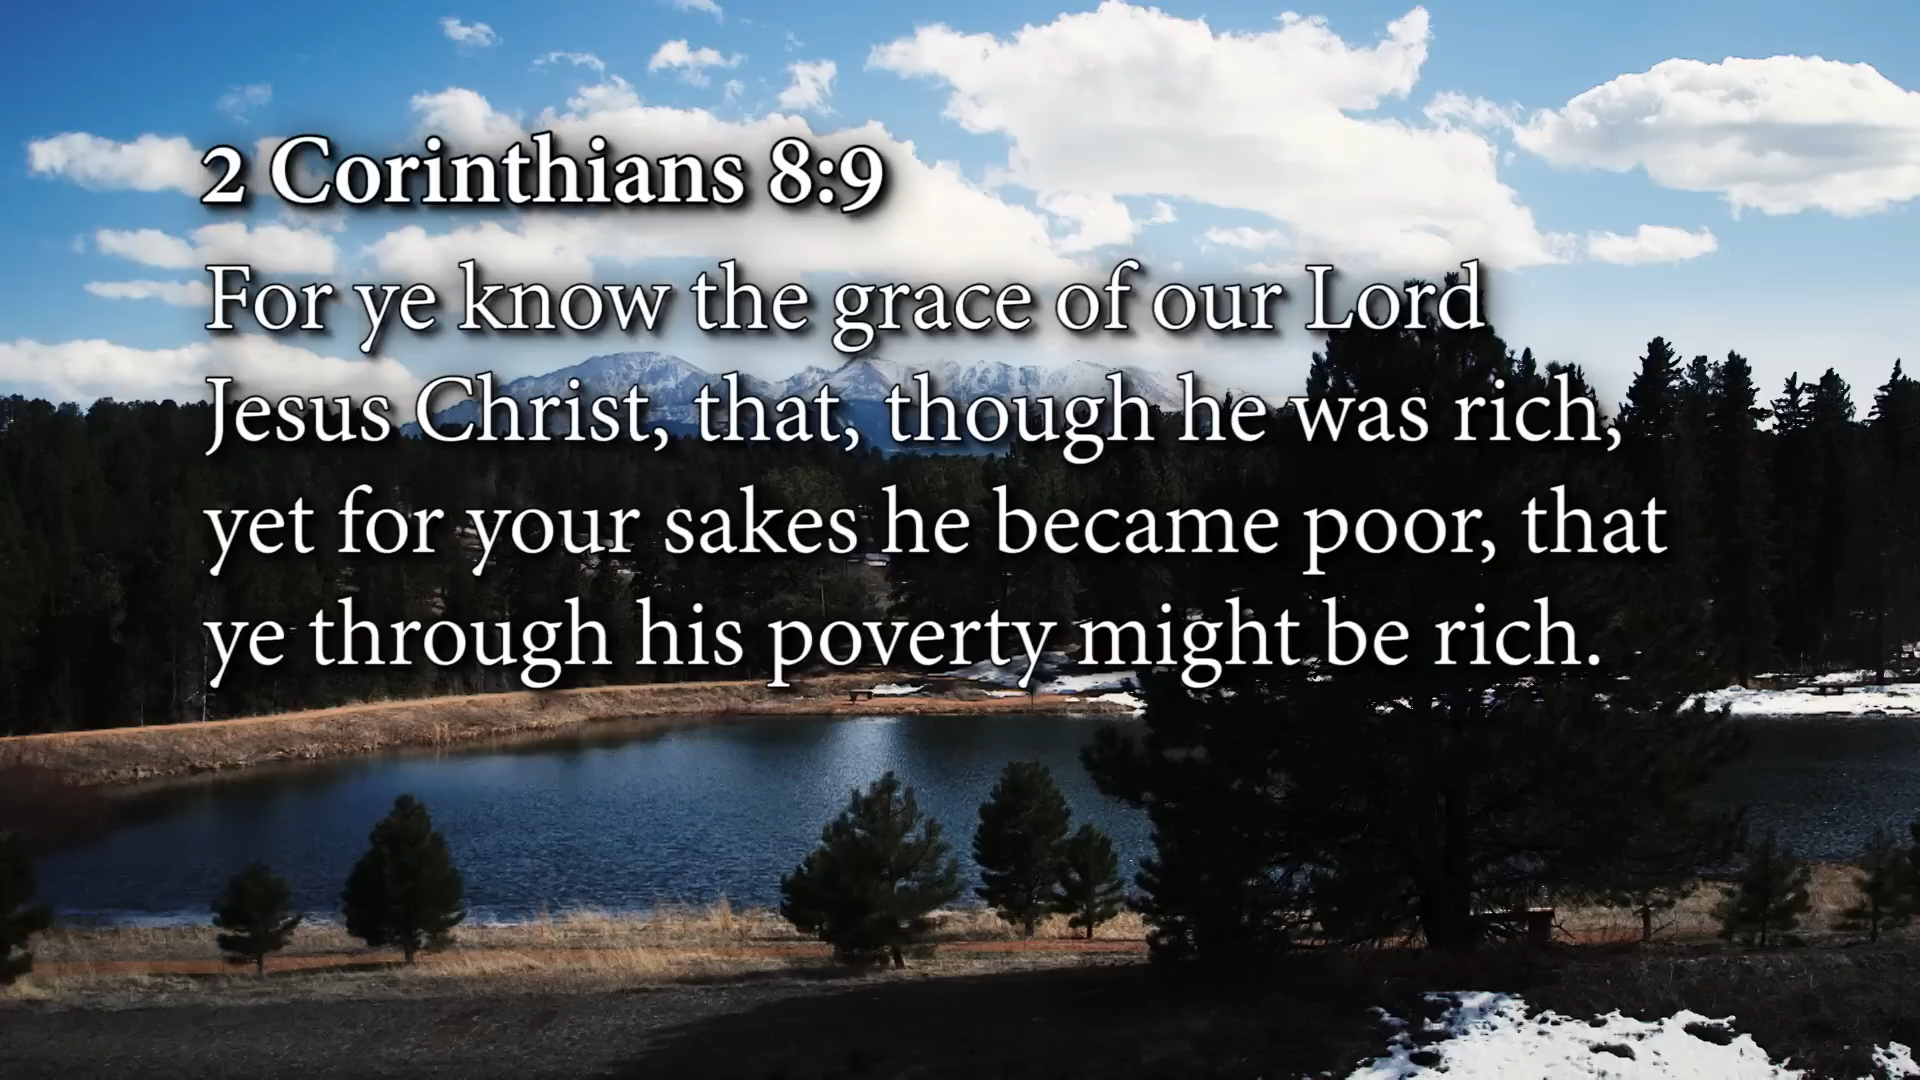 2 Corinthians 8:9
For ye know the grace of our Lord
Jesus Christ, that, though he was rich,
yet for your sakes he became poor, that
ye through his poverty might be rich.